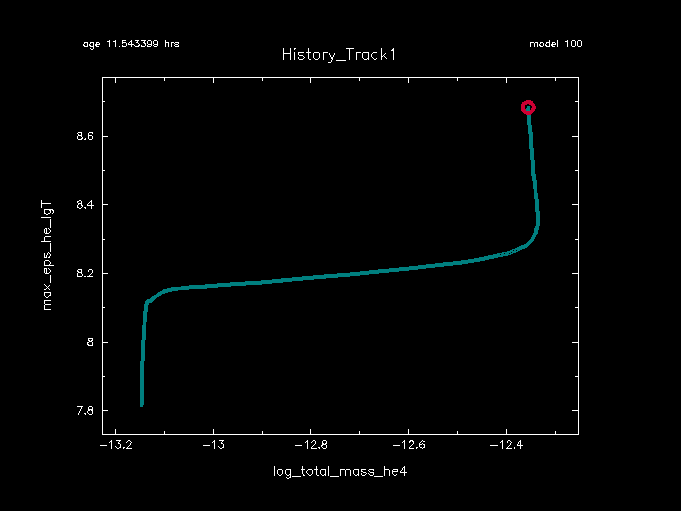 age 11.543399 hrs
model 100
History_Track1
8.6
8.4
8.2
8
7.8
max_eps_he_lgT
−13.2
−13
−12.8
−12.6
−12.4
log_total_mass_he4